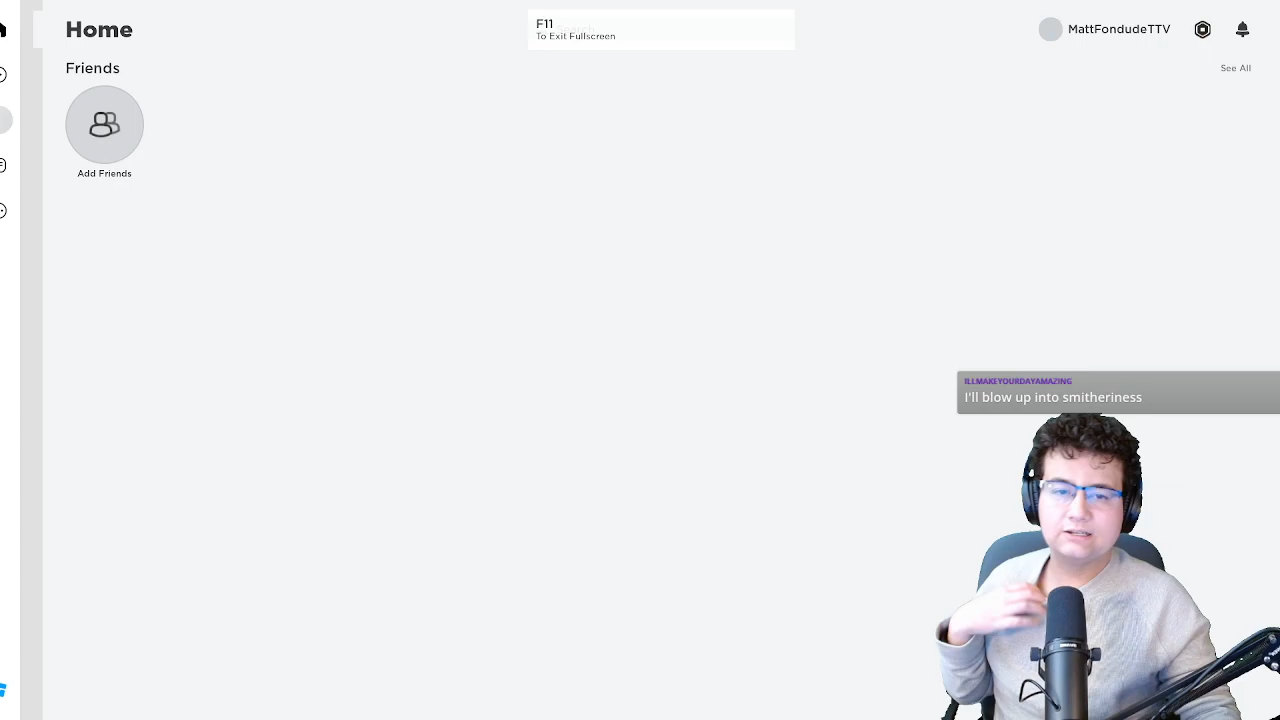 Home
F11
To Exit Fullscreen
MattFondudeTTV
Friends
See All
Add Friends
ILLMAKEYOURDAYAMAZING
I'll blow up into smitheriness